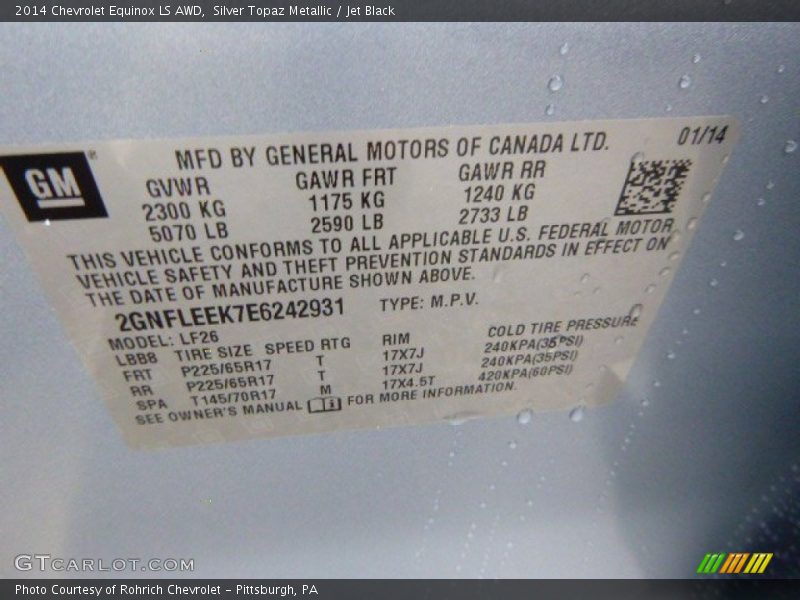 2014 Chevrolet Equinox LS AWD,  Silver Topaz Metallic / Jet Black
01/14
MFD BY GENERAL MOTORS OF CANADA LTD.
GM
GVWR GAWR FRT GAWR RR
2300 KG 1175 KG 1240 KG
5070 LB 2590 LB 2733 LB
THIS VEHICLE CONFORMS TO ALL APPLICABLE U.S. FEDERAL MOTOR
VEHICLE SAFETY AND THEFT PREVENTION STANDARDS IN EFFECT ON
THE DATE OF MANUFACTURE SHOWN ABOVE.
2GNFLEEK7E6242931 TYPE: M.P.V.
MODEL: LF26
LBBB TIRE SIZE SPEED RTG RIM COLD TIRE PRESSURE
FRT P225/65R17 T 17X7J 240KPA(35PSI)
RR P225/65R17 T 17X7J 240KPA(35PSI)
SPA T145/70R17 M 17X4.5T 420KPA(60PSI)
SEE OWNER'S MANUAL FOR MORE INFORMATION.
GTCARLOT.COM
Photo Courtesy of Rohrich Chevrolet – Pittsburgh, PA